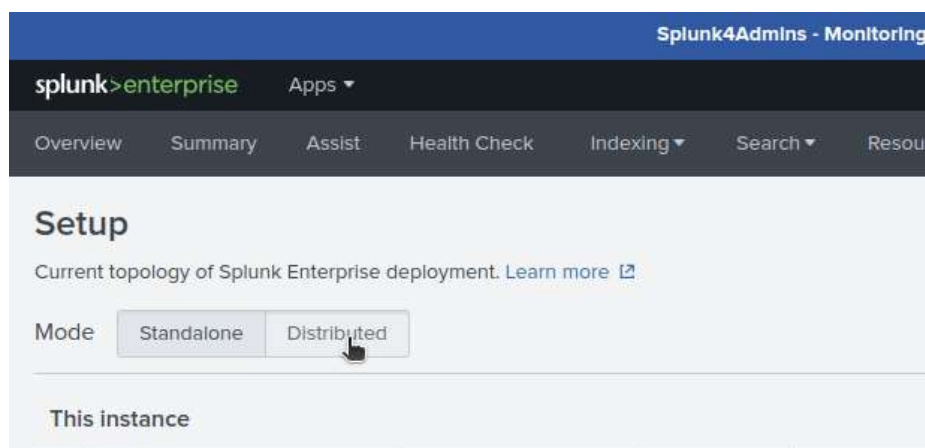 Splunk4Admins - Monitoring
splunk>enterprise Apps
Overview Summary Assist Health Check Indexing Search Resou
Setup
Current topology of Splunk Enterprise deployment. Learn more
Mode Standalone Distributed
This instance